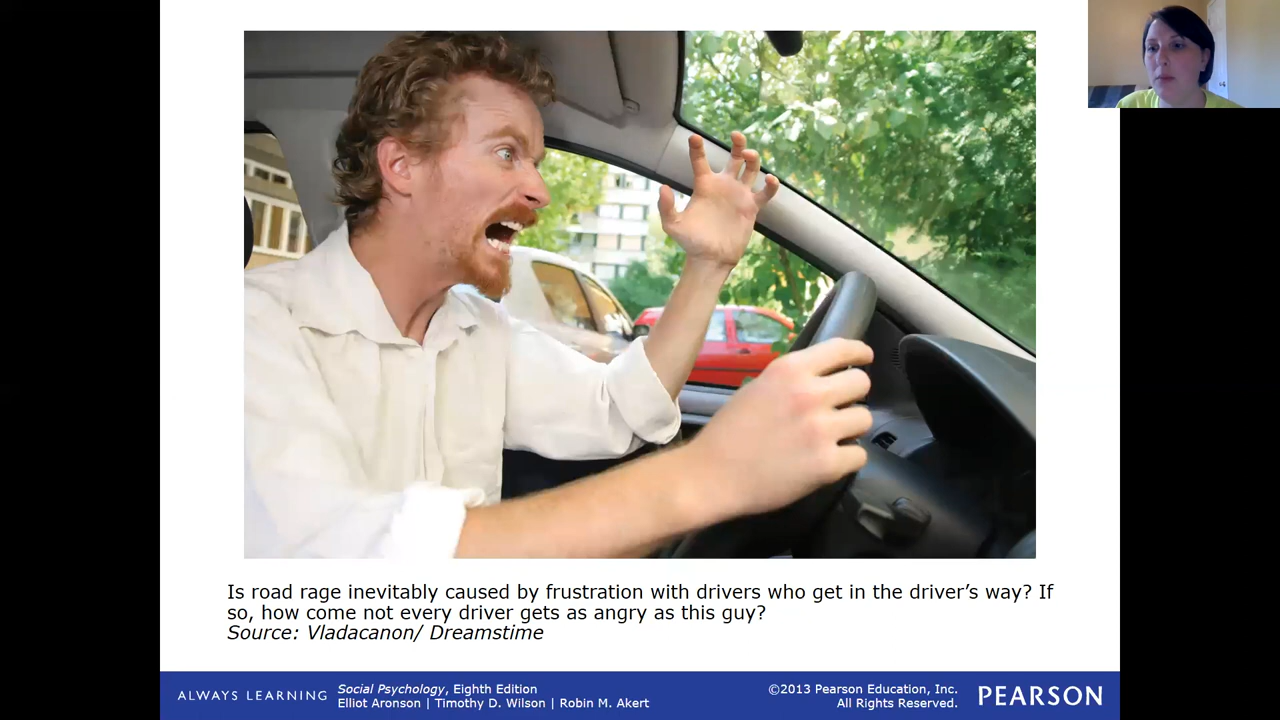 Is road rage inevitably caused by frustration with drivers who get in the driver’s way? If
so, how come not every driver gets as angry as this guy?
Source: Vladacanon/ Dreamstime
ALWAYS LEARNING
Social Psychology, Eighth Edition
Elliot Aronson | Timothy D. Wilson | Robin M. Akert
©2013 Pearson Education, Inc.
All Rights Reserved.
PEARSON